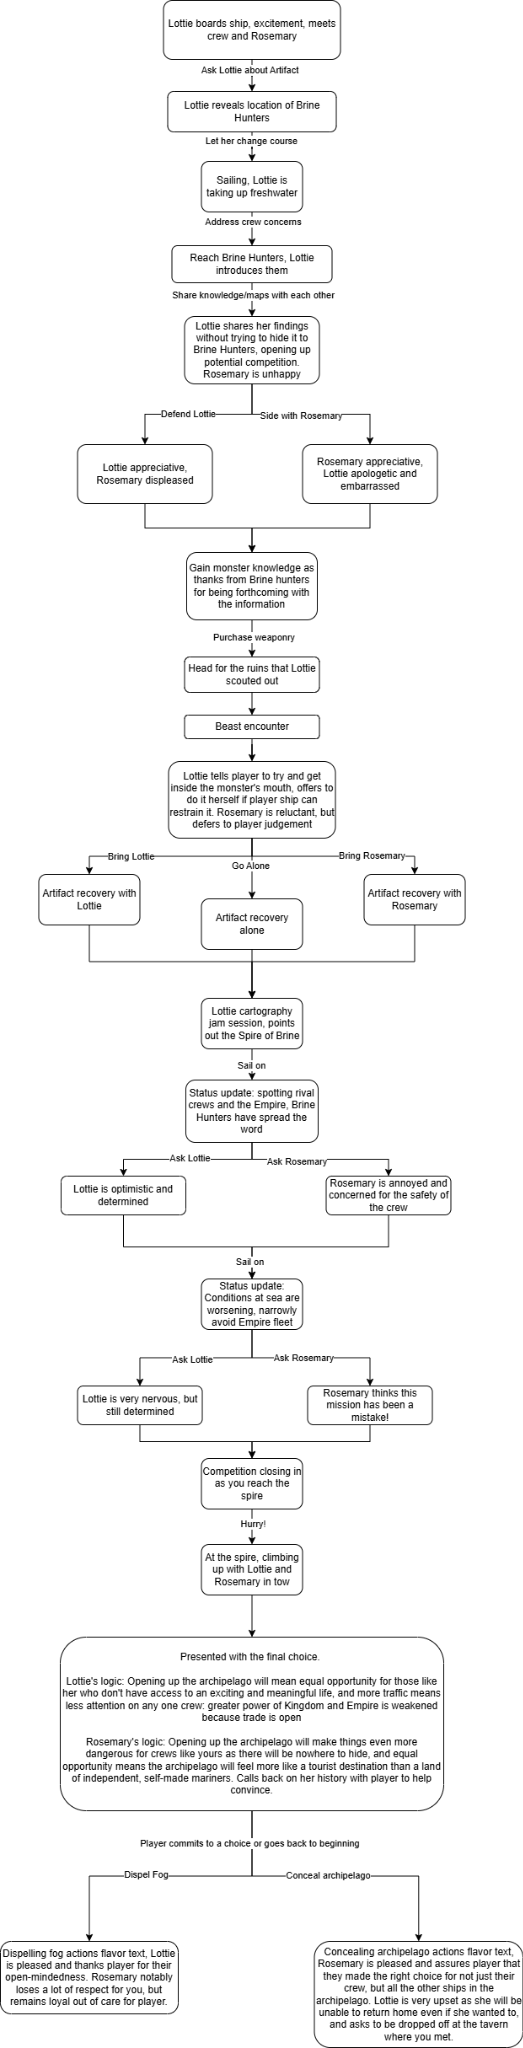 Lottie boards ship, excitement, meets
crew and Rosemary
Ask Lottie about Artifact
Lottie reveals location of Brine
Hunters
Let her change course
Sailing, Lottie is
taking up freshwater
Address crew concerns
Reach Brine Hunters, Lottie
introduces them
Share knowledge/maps with each other
Lottie shares her findings
without trying to hide it to
Brine Hunters, opening up
potential competition.
Rosemary is unhappy
Defend Lottie
Side with Rosemary
Lottie appreciative,
Rosemary displeased
Rosemary appreciative,
Lottie apologetic and
embarrassed
Gain monster knowledge as
thanks from Brine hunters
for being forthcoming with
the information
Purchase weaponry
Head for the ruins that Lottie
scouted out
Beast encounter
Lottie tells player to try and get
inside the monster's mouth, offers to
do it herself if player ship can
restrain it. Rosemary is reluctant, but
defers to player judgement
Bring Lottie
Go Alone
Bring Rosemary
Artifact recovery with
Lottie
Artifact recovery
alone
Artifact recovery with
Rosemary
Lottie cartography
jam session, points
out the Spire of Brine
Sail on
Status update: spotting rival
crews and the Empire, Brine
Hunters have spread the
word
Ask Lottie
Ask Rosemary
Lottie is optimistic and
determined
Rosemary is annoyed and
concerned for the safety of
the crew
Sail on
Status update:
Conditions at sea are
worsening, narrowly
avoid Empire fleet
Ask Lottie
Ask Rosemary
Lottie is very nervous, but
still determined
Rosemary thinks this
mission has been a
mistake!
Competition closing in
as you reach the
spire
Hurry!
At the spire, climbing
up with Lottie and
Rosemary in tow
Presented with the final choice.
Lottie's logic: Opening up the archipelago will mean equal opportunity for those like
her who don't have access to an exciting and meaningful life, and more traffic means
less attention on any one crew: greater power of Kingdom and Empire is weakened
because trade is open
Rosemary's logic: Opening up the archipelago will make things even more
dangerous for crews like yours as there will be nowhere to hide, and equal
opportunity means the archipelago will feel more like a tourist destination than a land
of independent, self-made mariners. Calls back on her history with player to help
convince.
Player commits to a choice or goes back to beginning
Dispel Fog
Conceal archipelago
Dispelling fog actions flavor text, Lottie
is pleased and thanks player for their
open-mindedness. Rosemary notably
loses a lot of respect for you, but
remains loyal out of care for player.
Concealing archipelago actions flavor text,
Rosemary is pleased and assures player that
they made the right choice for not just their
crew, but all the other ships in the
archipelago. Lottie is very upset as she will be
unable to return home even if she wanted to,
and asks to be dropped off at the tavern
where you met.